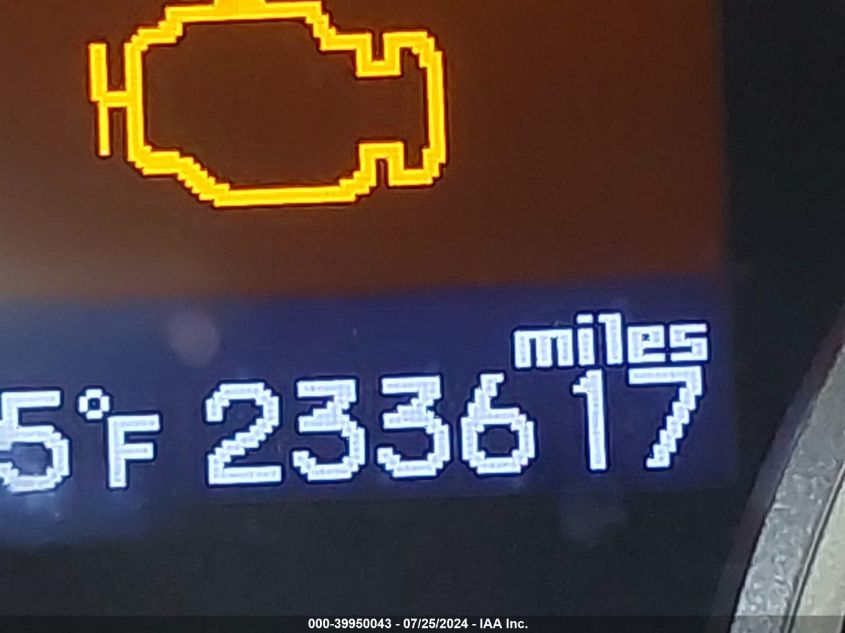 miles
5°F 233617
000-39950043 - 07/25/2024 - IAA Inc.